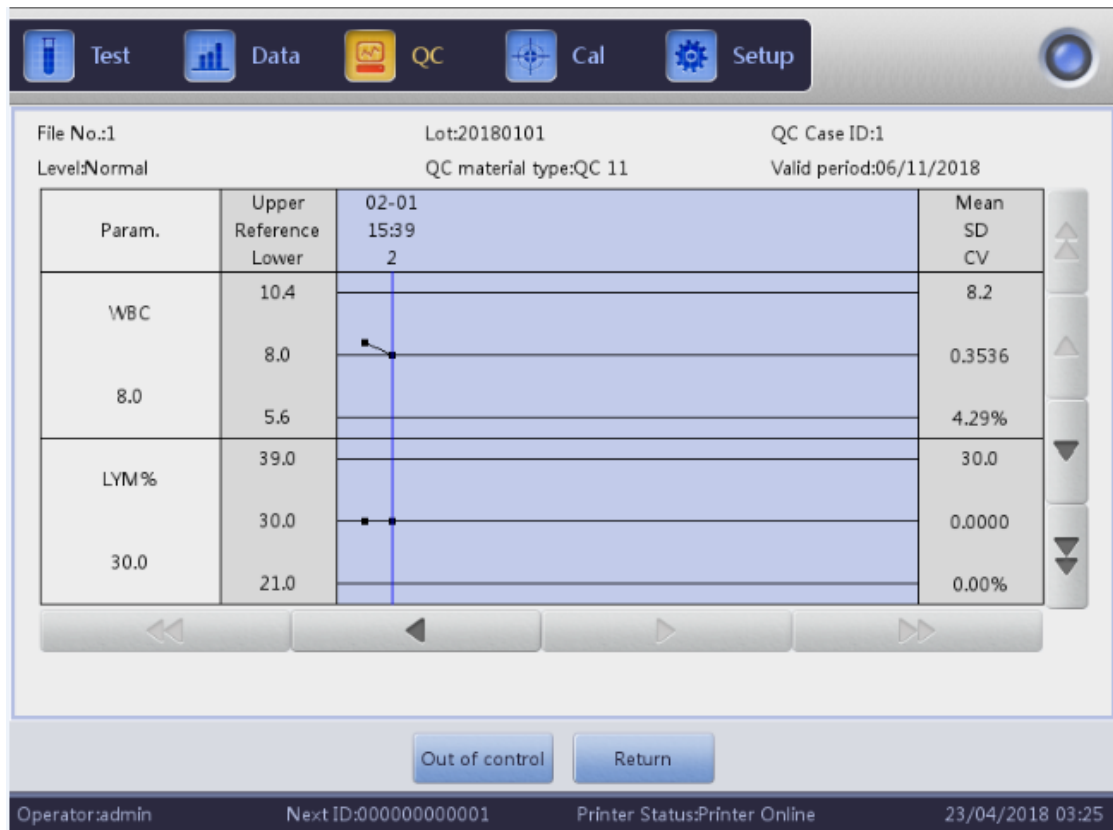 Test Data QC Cal Setup
File No.:1 Lot:20180101 QC Case ID:1
Level:Normal QC material type:QC 11 Valid period:06/11/2018
Param. Upper Reference Lower 02-01 15:39 2 Mean SD CV
WBC 10.4 8.2
8.0 0.3536
8.0
5.6 4.29%
LYM% 39.0 30.0
30.0 0.0000
30.0
21.0 0.00%
Out of control Return
Operator:admin Next ID:000000000001 Printer Status:Printer Online 23/04/2018 03:25